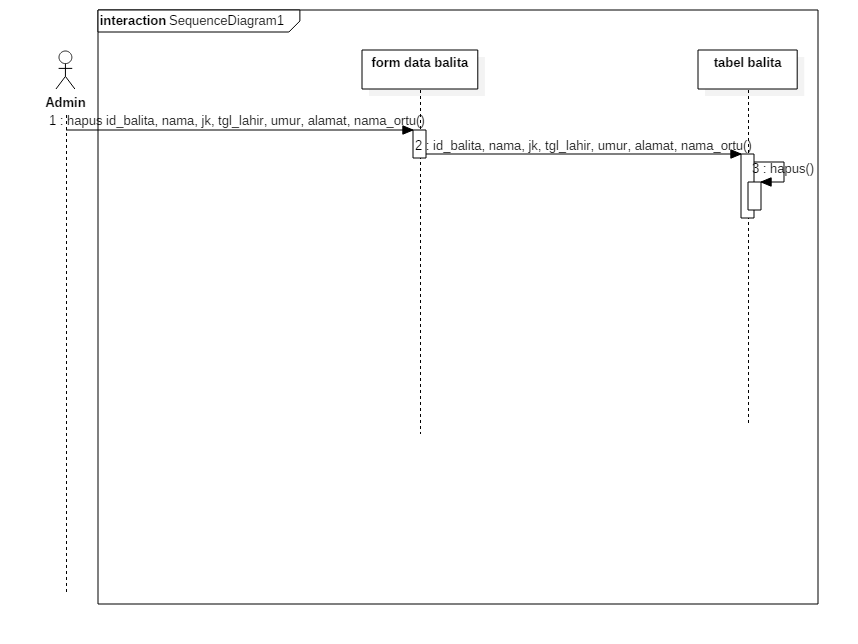 interaction SequenceDiagram1
form data balita
tabel balita
Admin
1 : hapus id_balita, nama, jk, tgl_lahir, umur, alamat, nama_ortu()
2 : id_balita, nama, jk, tgl_lahir, umur, alamat, nama_ortu()
3 : hapus()